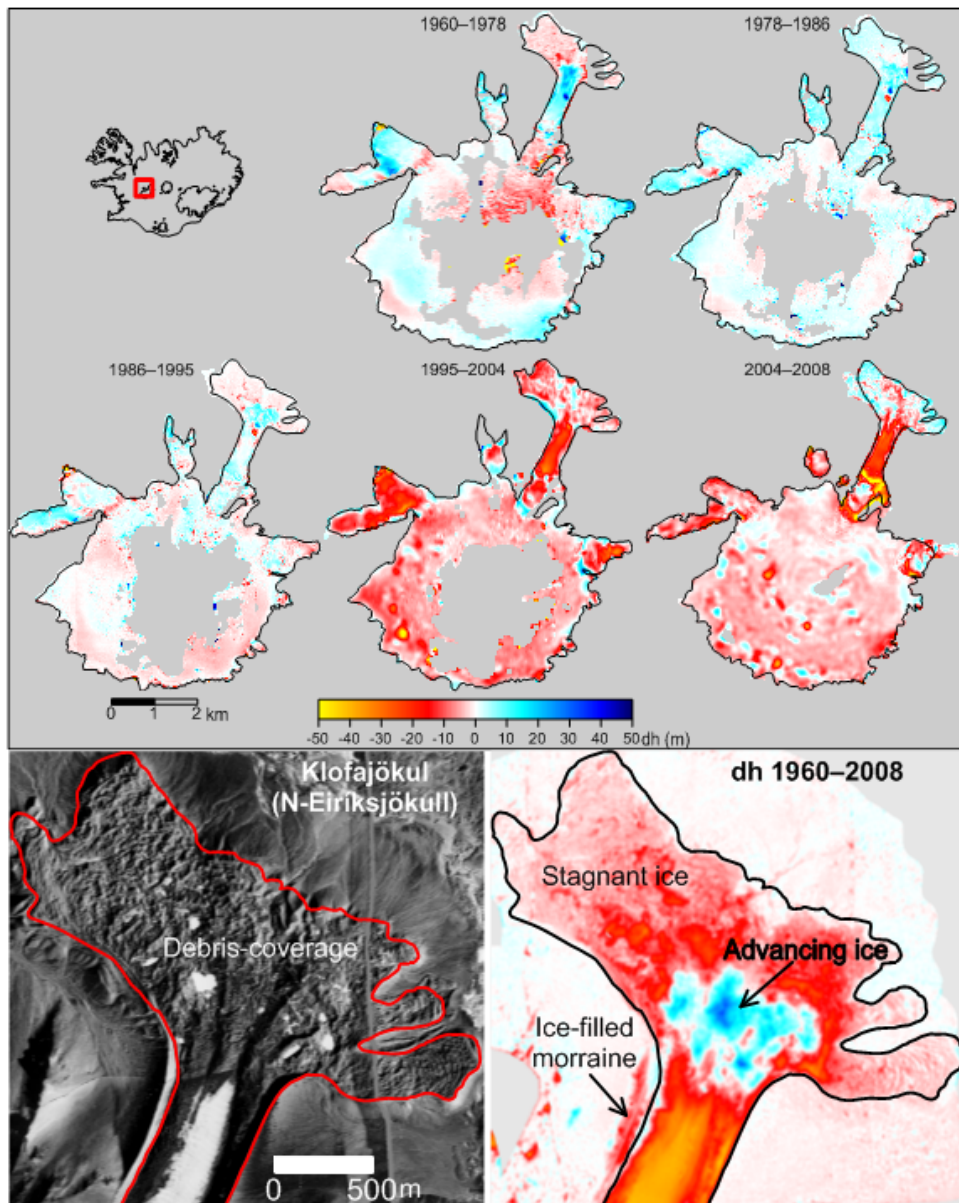 1960–1978
1978–1986
1986–1995
1995–2004
2004–2008
0 1 2 km
-50 -40 -30 -20 -10 0 10 20 30 40 50 dh (m)
Klofajökul
(N-Eiríksjökull)
Debris-coverage
0 500m
dh 1960–2008
Stagnant ice
Advancing ice
Ice-filled
morraine